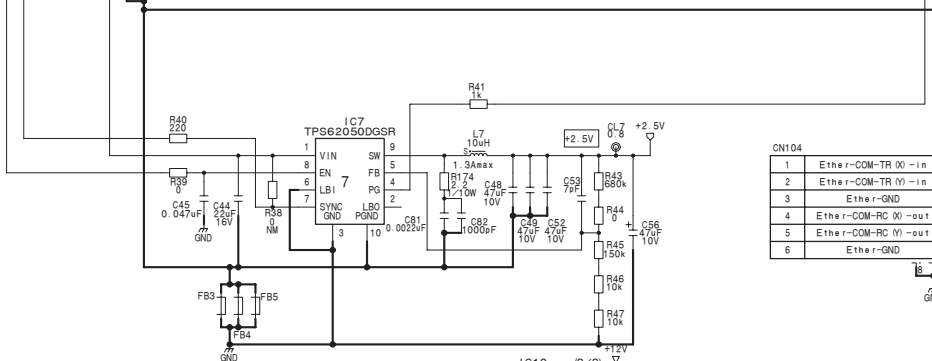 R41
1k
R40
220
IC7
TPS62050DGSR
L7
10uH
S
1.3Amax
+2.5V
CL7
0.8
+2.5V
1 VIN SW 9
8 EN FB 5
6 LBI PG 4
7 SYNC LBO 2
GND PGND
7
3 10
R39
0
C45
0.047uF
GND
C44
22uF
16V
R38
0
NM
C81
0.0022uF
R174
2.2
1/10W
C82
1000pF
C48
47uF
10V
C49
47uF
10V
C52
47uF
10V
C53
7pF
R43
680k
R44
0
R45
150k
R46
10k
R47
10k
C56
+
47uF
10V
FB3
FB4
FB5
GND
+12V
CN104
1 Ether-COM-TR (X) -in
2 Ether-COM-TR (Y) -in
3 Ether-GND
4 Ether-COM-RC (X) -out
5 Ether-COM-RC (Y) -out
6 Ether-GND